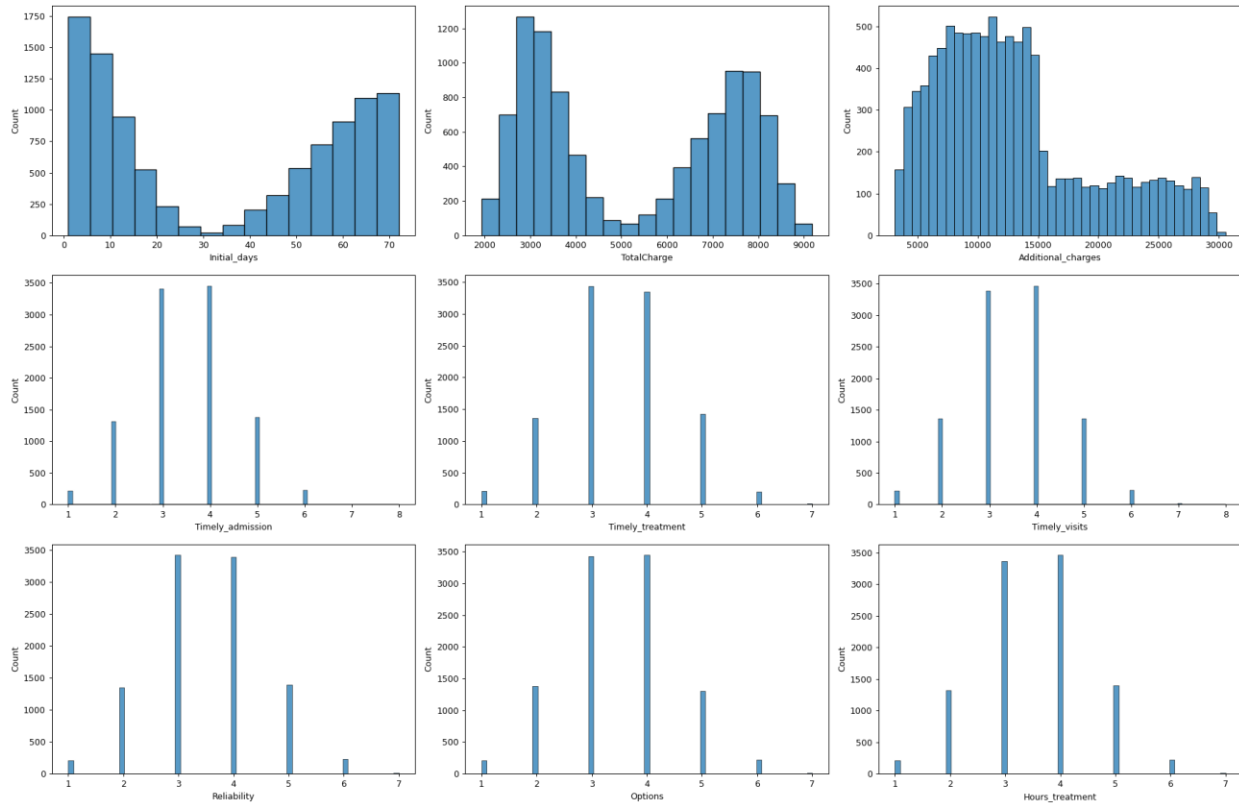 Count
1750
1500
1250
1000
750
500
250
0
0 10 20 30 40 50 60 70
Initial_days
Count
1200
1000
800
600
400
200
0
2000 3000 4000 5000 6000 7000 8000 9000
TotalCharge
Count
500
400
300
200
100
0
5000 10000 15000 20000 25000 30000
Additional_charges
Count
3500
3000
2500
2000
1500
1000
500
0
1 2 3 4 5 6 7 8
Timely_admission
Count
3500
3000
2500
2000
1500
1000
500
0
1 2 3 4 5 6 7
Timely_treatment
Count
3500
3000
2500
2000
1500
1000
500
0
1 2 3 4 5 6 7 8
Timely_visits
Count
3500
3000
2500
2000
1500
1000
500
0
1 2 3 4 5 6 7
Reliability
Count
3500
3000
2500
2000
1500
1000
500
0
1 2 3 4 5 6 7
Options
Count
3500
3000
2500
2000
1500
1000
500
0
1 2 3 4 5 6 7
Hours_treatment